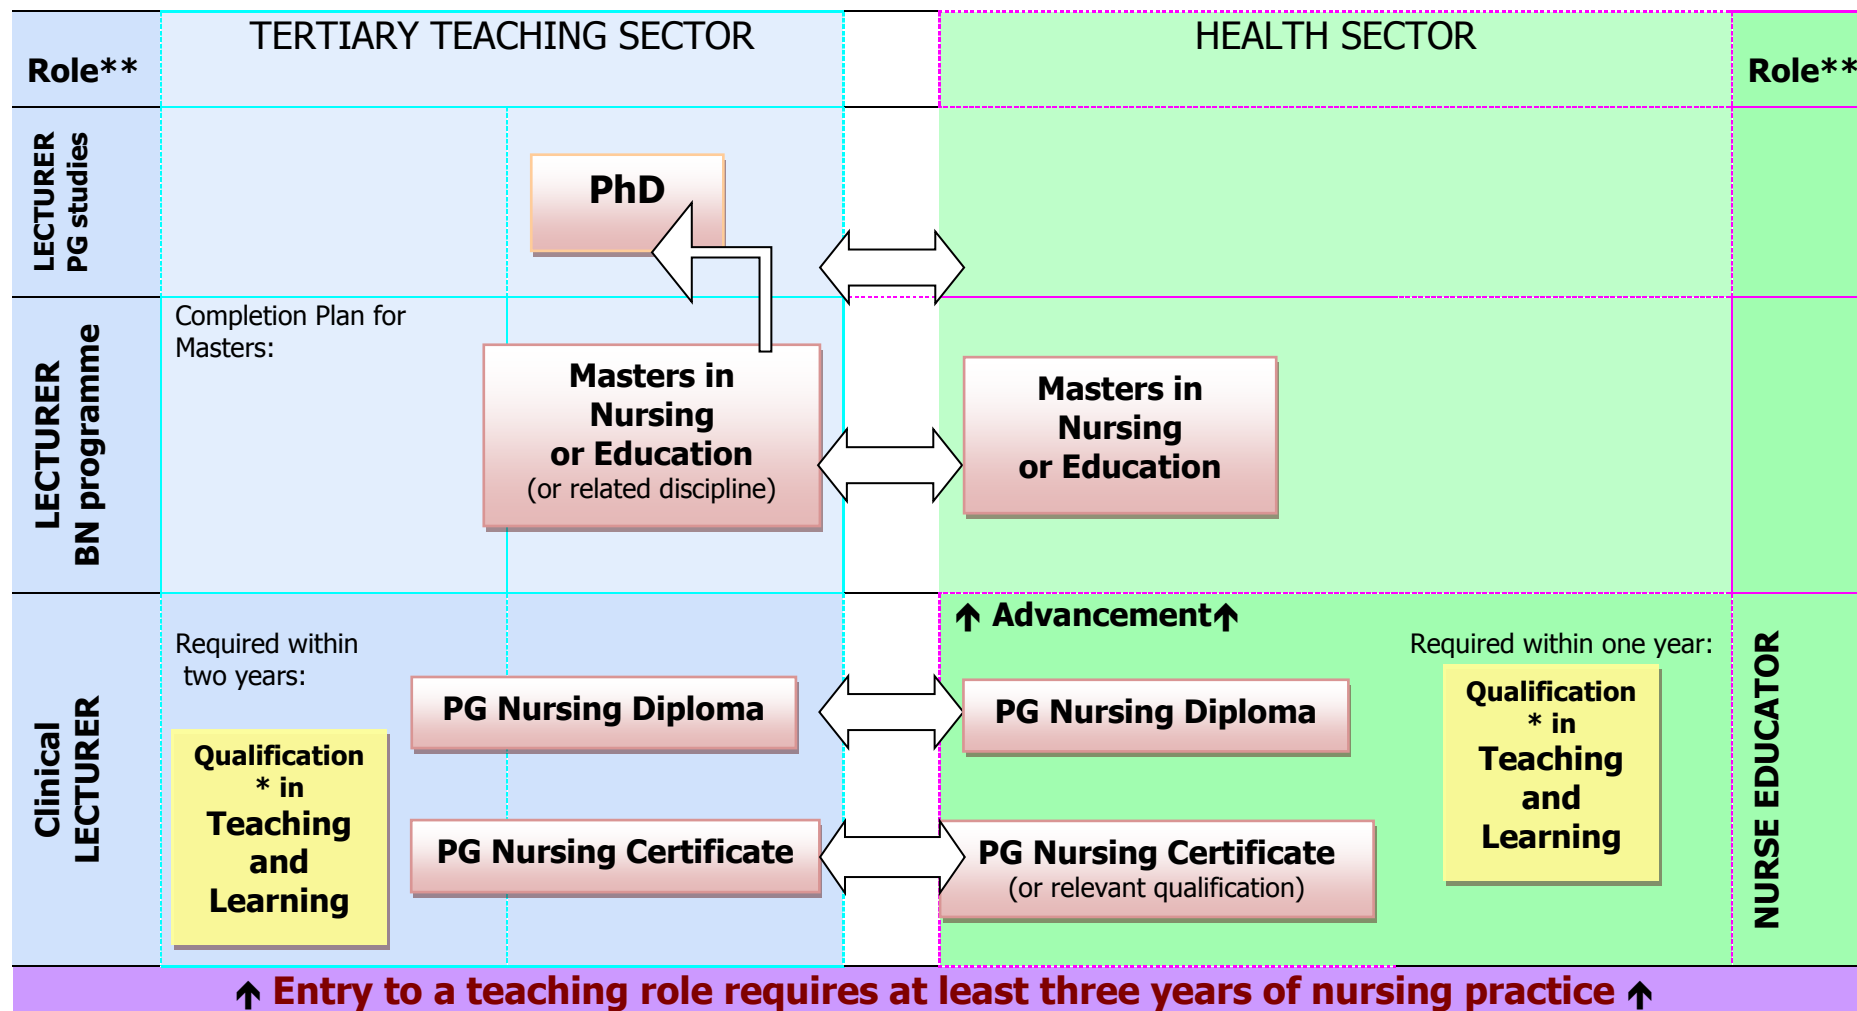 TERTIARY TEACHING SECTOR
HEALTH SECTOR
Role**
Role**
LECTURER
PG studies
PhD
LECTURER
BN programme
Completion Plan for
Masters:
Masters in
Nursing
or Education
(or related discipline)
Masters in
Nursing
or Education
Clinical
LECTURER
Required within
two years:
Qualification
* in
Teaching
and
Learning
PG Nursing Diploma
PG Nursing Certificate
↑ Advancement↑
PG Nursing Diploma
PG Nursing Certificate
(or relevant qualification)
Required within one year:
Qualification
* in
Teaching
and
Learning
NURSE EDUCATOR
↑ Entry to a teaching role requires at least three years of nursing practice ↑